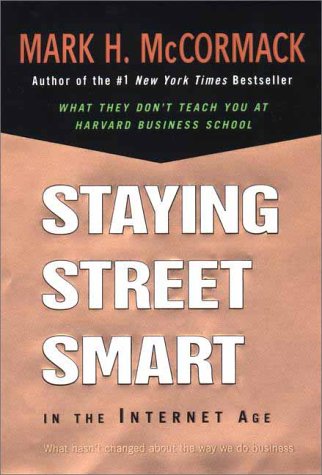 MARK H. McCORMACK
Author of the #1 New York Times Bestseller
WHAT THEY DON'T TEACH YOU AT
HARVARD BUSINESS SCHOOL
STAYING
STREET
SMART
IN THE INTERNET AGE
What hasn't changed about the way we do business